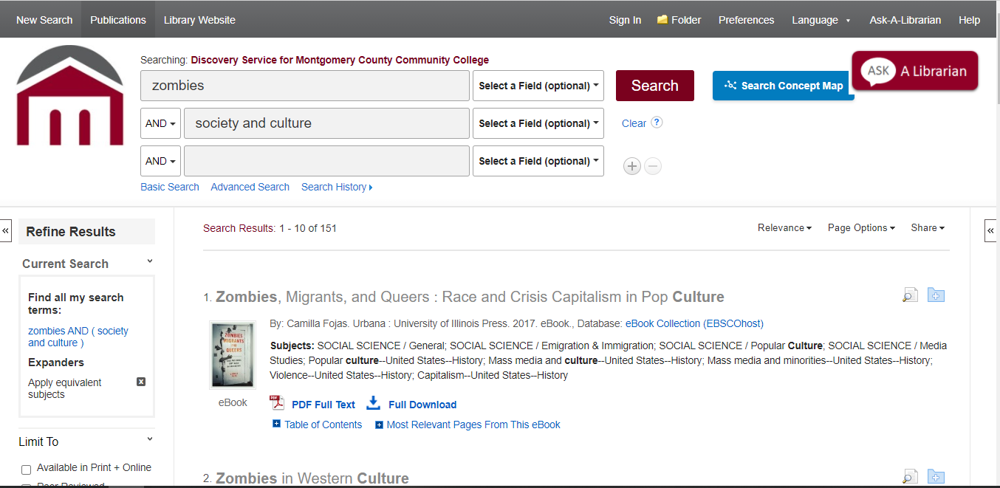 New Search Publications Library Website Sign In Folder Preferences Language Ask-A-Librarian Help
Searching: Discovery Service for Montgomery County Community College
zombies Select a Field (optional) Search Search Concept Map ASK A Librarian
AND society and culture Select a Field (optional) Clear ?
AND Select a Field (optional)
Basic Search Advanced Search Search History
Refine Results
Current Search
Find all my search
terms:
zombies AND ( society
and culture )
Expanders
Apply equivalent
subjects
Limit To
Available in Print + Online
Peer Reviewed
Search Results: 1 - 10 of 151 Relevance Page Options Share
1. Zombies, Migrants, and Queers : Race and Crisis Capitalism in Pop Culture
By: Camilla Fojas. Urbana : University of Illinois Press. 2017. eBook., Database: eBook Collection (EBSCOhost)
Subjects: SOCIAL SCIENCE / General; SOCIAL SCIENCE / Emigration & Immigration; SOCIAL SCIENCE / Popular Culture; SOCIAL SCIENCE / Media
Studies; Popular culture--United States--History; Mass media and culture--United States--History; Mass media and minorities--United States--History;
Violence--United States--History; Capitalism--United States--History
ZOMBIES
MIGRANTS
QUEERS
eBook
PDF PDF Full Text Full Download
Table of Contents Most Relevant Pages From This eBook
2. Zombies in Western Culture